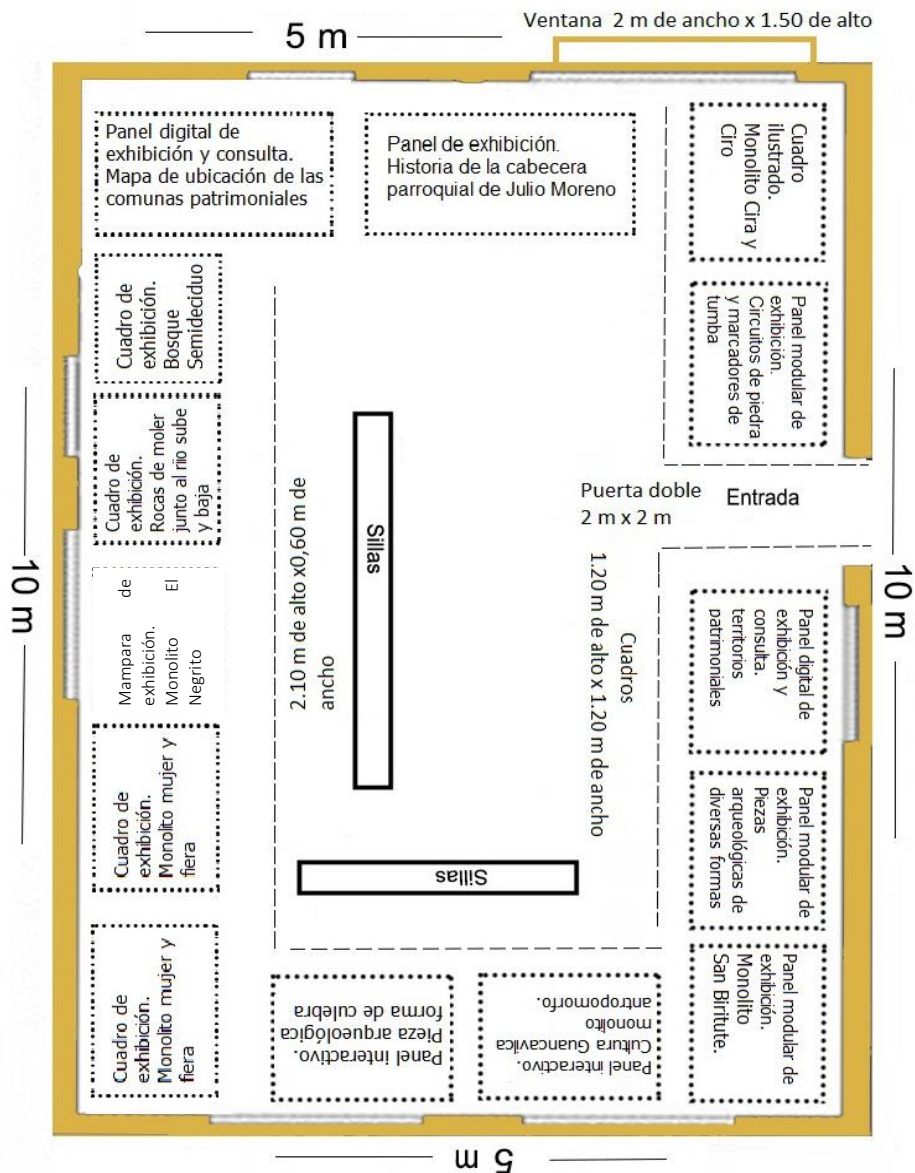 Ventana 2 m de ancho x 1.50 de alto
5 m
Panel digital de
exhibición y consulta.
Mapa de ubicación de las
comunas patrimoniales
Panel de exhibición.
Historia de la cabecera
parroquial de Julio Moreno
Cuadro
ilustrado.
Monolito Cira y
Ciro
Panel modular de
exhibición.
Circuitos de piedra
y marcadores de
tumba
Cuadro de
exhibición.
Bosque
Semideciduo
Cuadro de
exhibición.
Rocas de moler
junto al rio sube
y baja
Mampara de
exhibición.
Monolito El
Negrito
Cuadro de
exhibición.
Monolito mujer y
fiera
Cuadro de
exhibición.
Monolito mujer y
fiera
10 m
2.10 m de alto x0,60 m de
ancho
Sillas
Sillas
Puerta doble
2 m x 2 m
Entrada
Cuadros
1.20 m de alto x 1.20 m de ancho
10 m
Panel digital de
exhibición y
consulta.
territorios
patrimoniales
Panel modular de
exhibición.
Piezas
arqueológicas de
diversas formas
Panel modular de
exhibición.
Monolito
San Biritute.
Panel interactivo.
Pieza arqueológica
forma de culebra
Panel interactivo.
Cultura Guancavilca
monolito
antropomorfo.
5 m